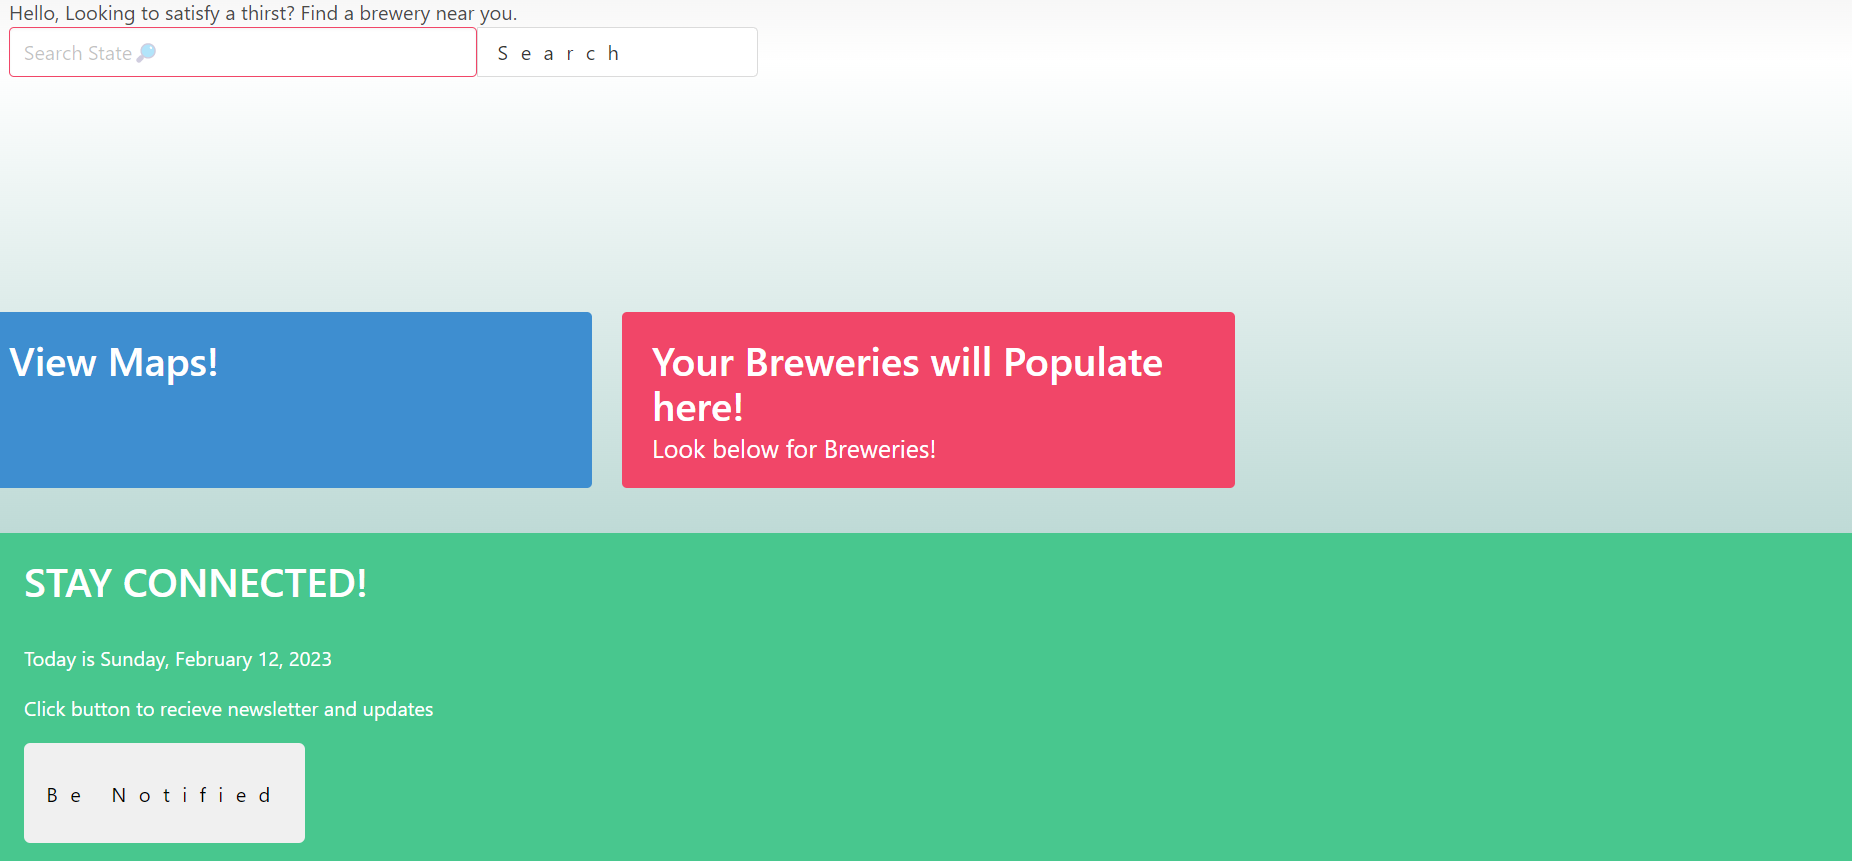 Hello, Looking to satisfy a thirst? Find a brewery near you.
Search State🔎
Search
View Maps!
Your Breweries will Populate
here!
Look below for Breweries!
STAY CONNECTED!
Today is Sunday, February 12, 2023
Click button to recieve newsletter and updates
Be Notified